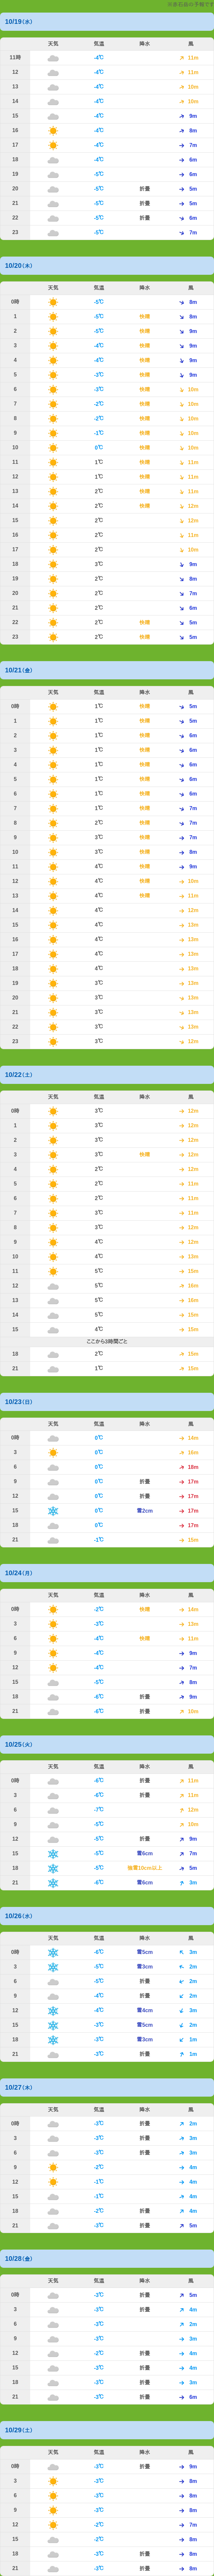 の予報です
10/19(水)
天気 気温 降水 風
11時 -4℃ 11m
12 -4℃ 11m
13 -4℃ 10m
14 -4℃ 10m
15 -4℃ 9m
16 -4℃ 8m
17 -4℃ 7m
18 -4℃ 6m
19 -5℃ 6m
20 -5℃ 折畳 5m
21 -5℃ 折畳 5m
22 -5℃ 折畳 6m
23 -5℃ 7m
10/20(木)
天気 気温 降水 風
0時 -5℃ 8m
1 -5℃ 快晴 8m
2 -5℃ 快晴 9m
3 -4℃ 快晴 9m
4 -4℃ 快晴 9m
5 -3℃ 快晴 9m
6 -3℃ 快晴 10m
7 -2℃ 快晴 10m
8 -2℃ 快晴 10m
9 -1℃ 快晴 10m
10 0℃ 快晴 10m
11 1℃ 快晴 11m
12 1℃ 快晴 11m
13 2℃ 快晴 11m
14 2℃ 快晴 12m
15 2℃ 12m
16 2℃ 11m
17 2℃ 10m
18 3℃ 9m
19 2℃ 8m
20 2℃ 7m
21 2℃ 6m
22 2℃ 快晴 5m
23 2℃ 快晴 5m
10/21(金)
天気 気温 降水 風
0時 1℃ 快晴 5m
1 1℃ 快晴 5m
2 1℃ 快晴 6m
3 1℃ 快晴 6m
4 1℃ 快晴 6m
5 1℃ 快晴 6m
6 1℃ 快晴 6m
7 1℃ 快晴 7m
8 2℃ 快晴 7m
9 3℃ 快晴 7m
10 3℃ 快晴 8m
11 4℃ 快晴 9m
12 4℃ 快晴 10m
13 4℃ 快晴 11m
14 4℃ 12m
15 4℃ 13m
16 4℃ 13m
17 4℃ 13m
18 4℃ 13m
19 3℃ 13m
20 3℃ 13m
21 3℃ 13m
22 3℃ 12m
23 3℃ 12m
10/22(土)
天気 気温 降水 風
0時 3℃ 12m
1 3℃ 12m
2 3℃ 12m
3 3℃ 快晴 12m
4 2℃ 12m
5 2℃ 11m
6 2℃ 11m
7 3℃ 11m
8 3℃ 12m
9 4℃ 12m
10 4℃ 13m
11 5℃ 15m
12 5℃ 16m
13 5℃ 16m
14 5℃ 15m
15 4℃ 15m
ここから3時間ごと
18 2℃ 15m
21 1℃ 15m
10/23(日)
天気 気温 降水 風
0時 0℃ 14m
3 0℃ 16m
6 0℃ 18m
9 0℃ 折畳 17m
12 0℃ 折畳 17m
15 0℃ 雪2cm 17m
18 0℃ 17m
21 -1℃ 15m
10/24(月)
天気 気温 降水 風
0時 -2℃ 快晴 14m
3 -3℃ 13m
6 -4℃ 快晴 11m
9 -4℃ 9m
12 -4℃ 7m
15 -5℃ 8m
18 -6℃ 折畳 9m
21 -6℃ 折畳 10m
10/25(火)
天気 気温 降水 風
0時 -6℃ 折畳 11m
3 -6℃ 折畳 11m
6 -7℃ 12m
9 -5℃ 10m
12 -5℃ 折畳 9m
15 -5℃ 雪6cm 7m
18 -5℃ 強雪10cm以上 5m
21 -6℃ 雪6cm 3m
10/26(水)
天気 気温 降水 風
0時 -6℃ 雪5cm 3m
3 -5℃ 雪3cm 2m
6 -5℃ 折畳 2m
9 -4℃ 折畳 2m
12 -4℃ 雪4cm 3m
15 -3℃ 雪5cm 2m
18 -3℃ 雪3cm 1m
21 -3℃ 折畳 1m
10/27(木)
天気 気温 降水 風
0時 -3℃ 折畳 2m
3 -3℃ 折畳 3m
6 -3℃ 折畳 3m
9 -2℃ 4m
12 -1℃ 4m
15 -1℃ 4m
18 -2℃ 折畳 4m
21 -3℃ 折畳 5m
10/28(金)
天気 気温 降水 風
0時 -3℃ 折畳 5m
3 -3℃ 折畳 4m
6 -3℃ 2m
9 -3℃ 3m
12 -2℃ 折畳 4m
15 -3℃ 折畳 4m
18 -3℃ 折畳 3m
21 -3℃ 折畳 6m
10/29(土)
天気 気温 降水 風
0時 -3℃ 折畳 9m
3 -3℃ 8m
6 -3℃ 8m
9 -3℃ 8m
12 -2℃ 7m
15 -2℃ 8m
18 -3℃ 折畳 8m
21 -3℃ 折畳 8m